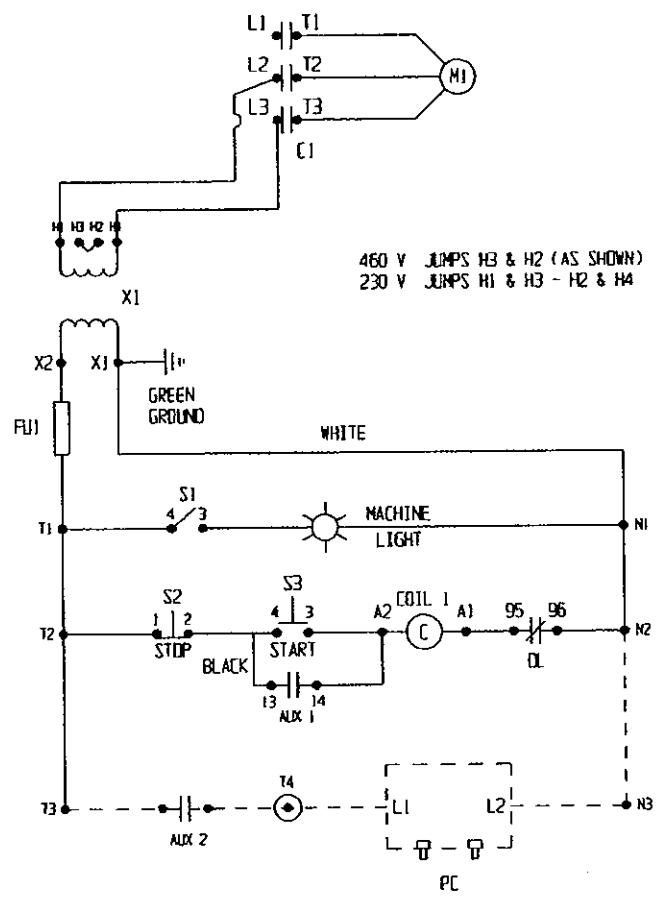 L1 T1
L2 T2
M1
L3 T3
C1
H1 H3 H2 H4
460 V JUMPS H3 & H2 (AS SHOWN)
230 V JUMPS H1 & H3 - H2 & H4
X1
X2 X1
GREEN
GROUND
FU1
WHITE
S1
4 3
MACHINE
T1
N1
LIGHT
S2
S3
COIL 1
1 2
4 3
A2
A1
95 96
T2
C
N2
STOP
START
OL
BLACK
13 14
AUX 1
T4
T3
L1 L2
N3
AUX 2
PC